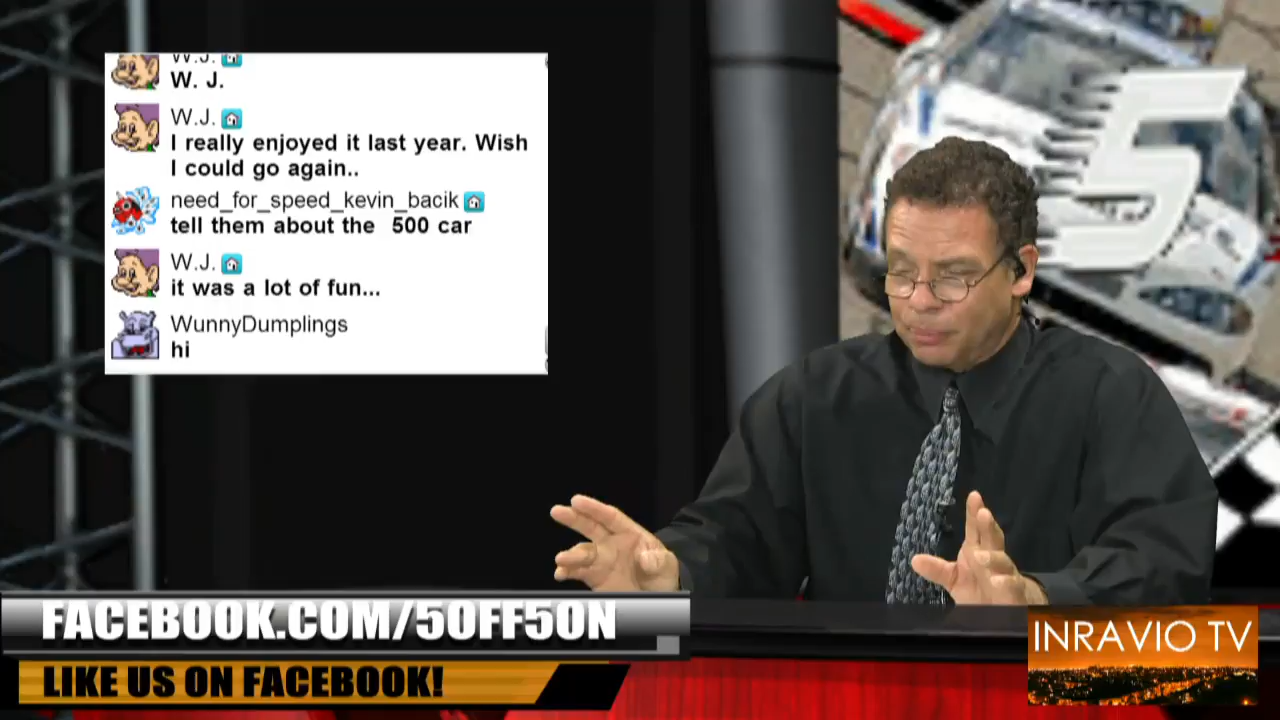 W.J.
W. J.
W.J.
I really enjoyed it last year. Wish
I could go again..
need_for_speed_kevin_bacik
tell them about the 500 car
W.J.
it was a lot of fun...
WunnyDumplings
hi
5
FACEBOOK.COM/5OFF5ON
LIKE US ON FACEBOOK!
INRAVIO TV